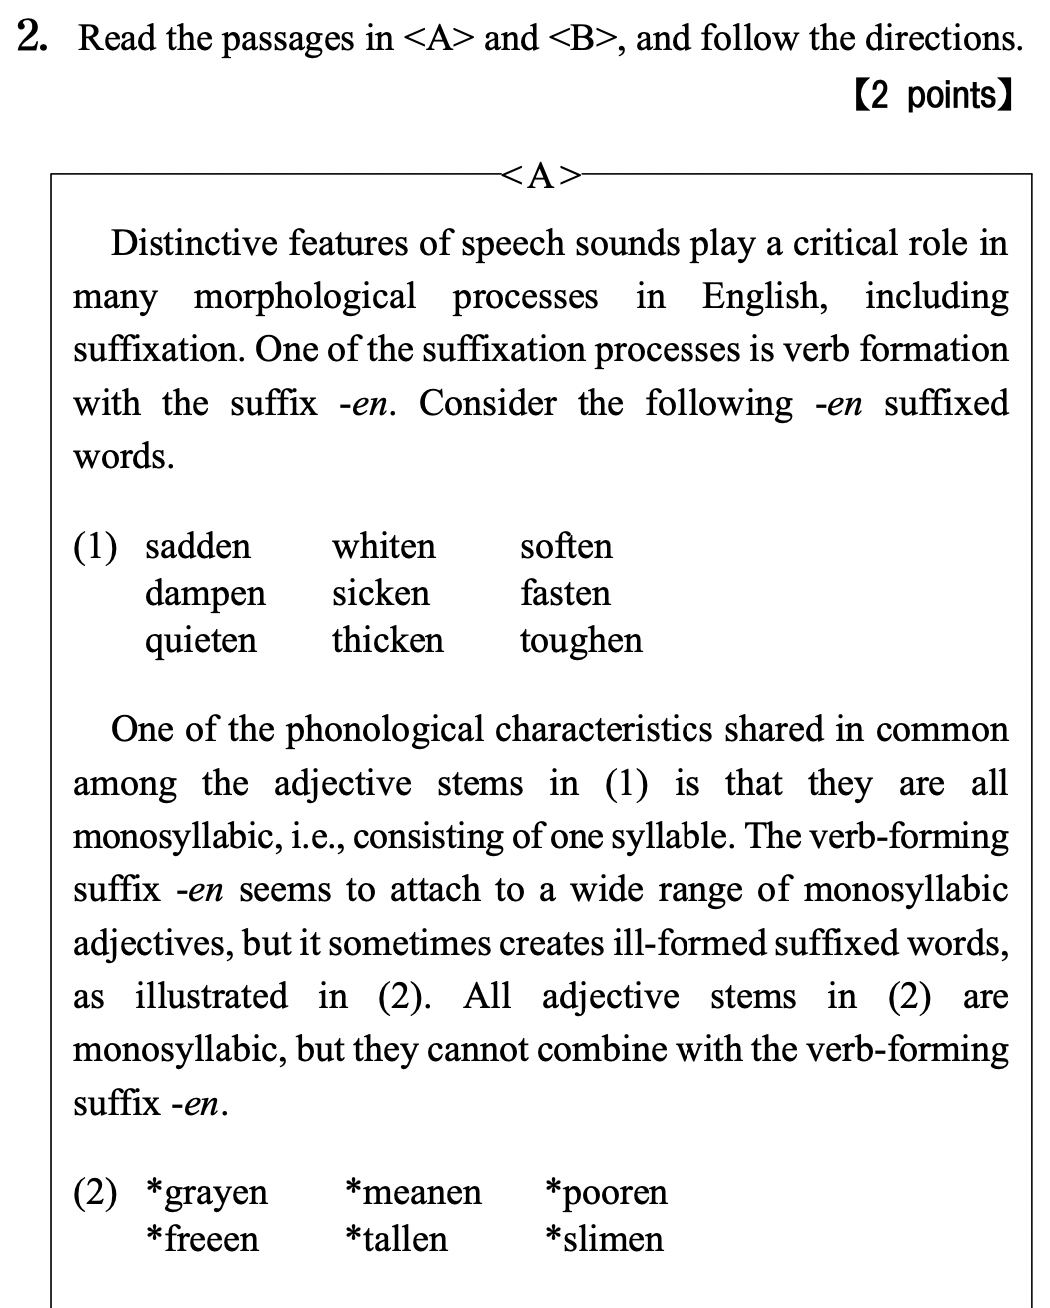 2. Read the passages in <A> and <B>, and follow the directions.
【2 points】
<A>
Distinctive features of speech sounds play a critical role in
many morphological processes in English, including
suffixation. One of the suffixation processes is verb formation
with the suffix -en. Consider the following -en suffixed
words.
(1) sadden whiten soften
dampen sicken fasten
quieten thicken toughen
One of the phonological characteristics shared in common
among the adjective stems in (1) is that they are all
monosyllabic, i.e., consisting of one syllable. The verb-forming
suffix -en seems to attach to a wide range of monosyllabic
adjectives, but it sometimes creates ill-formed suffixed words,
as illustrated in (2). All adjective stems in (2) are
monosyllabic, but they cannot combine with the verb-forming
suffix -en.
(2) *grayen *meanen *pooren
*freeen *tallen *slimen